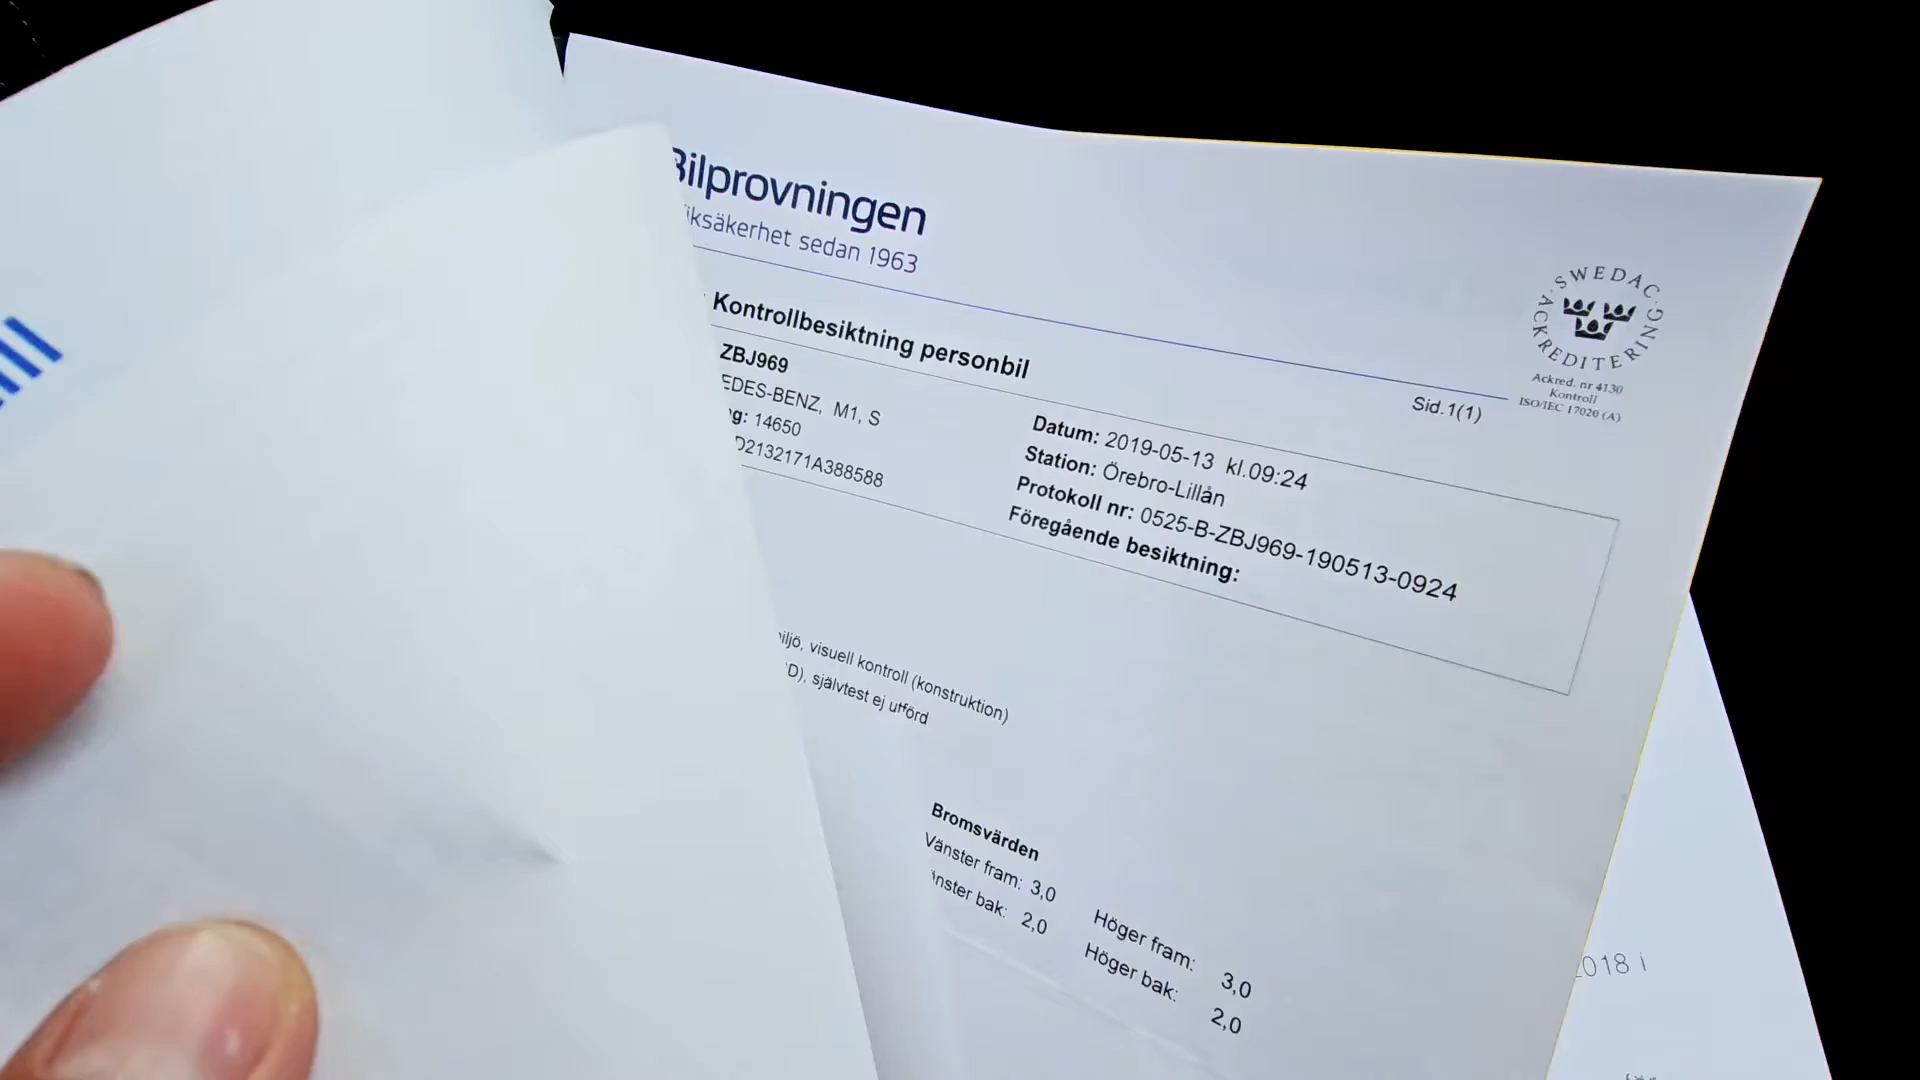 Bilprovningen
iksäkerhet sedan 1963
SWEDAC
ACKREDITERING
Ackred. nr 4130
Kontroll
ISO/IEC 17020 (A)
Kontrollbesiktning personbil
Sid.1(1)
ZBJ969
EDES-BENZ, M1, S
g: 14650
D2132171A388588
Datum: 2019-05-13 kl.09:24
Station: Örebro-Lillån
Protokoll nr: 0525-B-ZBJ969-190513-0924
Föregående besiktning:
iljö, visuell kontroll (konstruktion)
D), självtest ej utförd
Bromsvärden
Vänster fram: 3,0
Höger fram: 3,0
nster bak: 2,0
Höger bak: 2,0
018 i